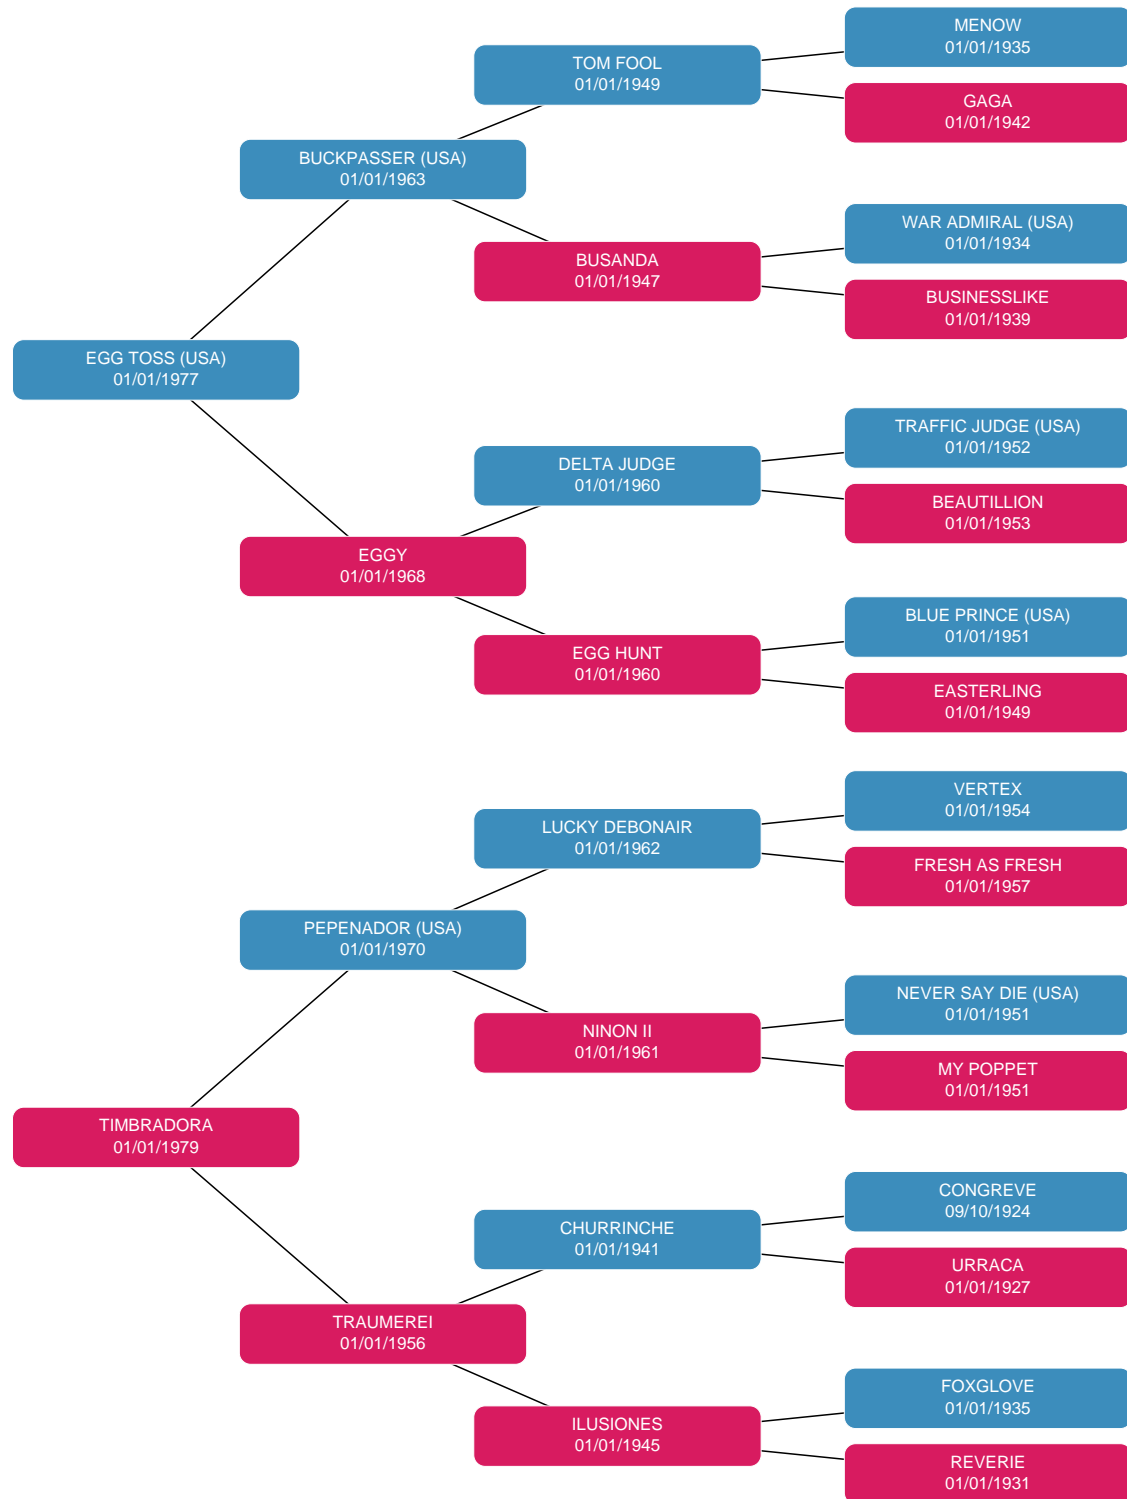 MENOW
01/01/1935
TOM FOOL
01/01/1949
GAGA
01/01/1942
BUCKPASSER (USA)
01/01/1963
WAR ADMIRAL (USA)
01/01/1934
BUSANDA
01/01/1947
BUSINESSLIKE
01/01/1939
EGG TOSS (USA)
01/01/1977
TRAFFIC JUDGE (USA)
01/01/1952
DELTA JUDGE
01/01/1960
BEAUTILLION
01/01/1953
EGGY
01/01/1968
BLUE PRINCE (USA)
01/01/1951
EGG HUNT
01/01/1960
EASTERLING
01/01/1949
VERTEX
01/01/1954
LUCKY DEBONAIR
01/01/1962
FRESH AS FRESH
01/01/1957
PEPENADOR (USA)
01/01/1970
NEVER SAY DIE (USA)
01/01/1951
NINON II
01/01/1961
MY POPPET
01/01/1951
TIMBRADORA
01/01/1979
CONGREVE
09/10/1924
CHURRINCHE
01/01/1941
URRACA
01/01/1927
TRAUMEREI
01/01/1956
FOXGLOVE
01/01/1935
ILUSIONES
01/01/1945
REVERIE
01/01/1931